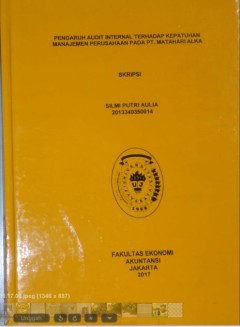 PENGARUH AUDIT INTERNAL TERHADAP KEPATUHAN
MANAJEMEN PERUSAHAAN PADA PT. MATAHARI ALKA
SKRIPSI
SILMI PUTRI AULIA
2013340350014
FAKULTAS EKONOMI
AKUNTANSI
JAKARTA
2017